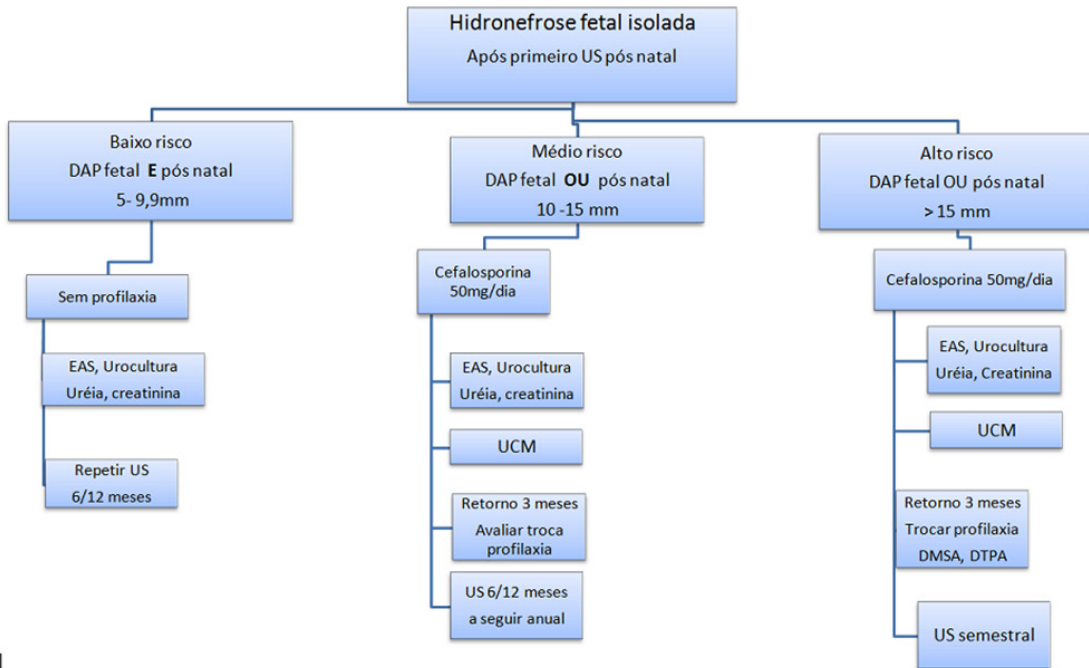 Hidronefrose fetal isolada
Após primeiro US pós natal
Baixo risco
DAP fetal E pós natal
5- 9,9mm
Médio risco
DAP fetal OU pós natal
10 -15 mm
Alto risco
DAP fetal OU pós natal
> 15 mm
Sem profilaxia
EAS, Urocultura
Uréia, creatinina
Repetir US
6/12 meses
Cefalosporina
50mg/dia
EAS, Urocultura
Uréia, creatinina
UCM
Retorno 3 meses
Avaliar troca
profilaxia
US 6/12 meses
a seguir anual
Cefalosporina 50mg/dia
EAS, Urocultura
Uréia, Creatinina
UCM
Retorno 3 meses
Trocar profilaxia
DMSA, DTPA
US semestral